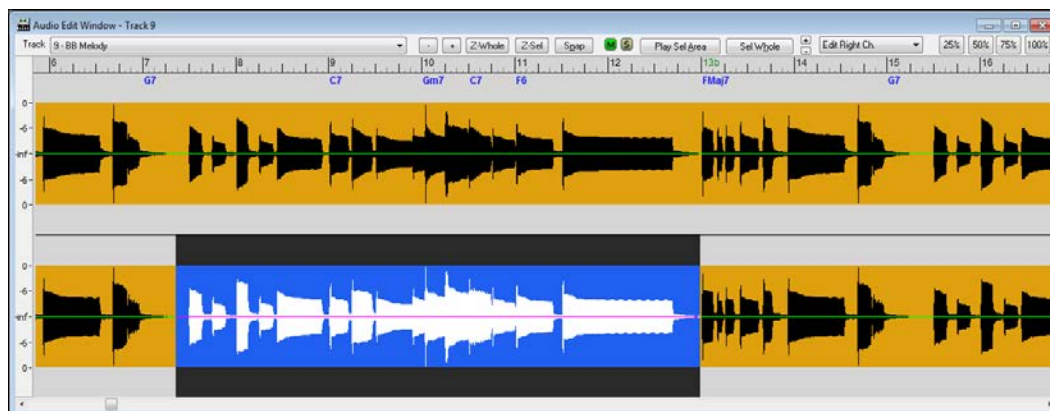 Audio Edit Window - Track 9
Track 9 - BB Melody - + Z-Whole Z-Sel Snap M S Play Sel Area Sel Whole + - Edit Right Ch. 25% 50% 75% 100%
6 7 8 9 10 11 12 13b 14 15 16
G7 C7 Gm7 C7 F6 FMaj7 G7
0-
-6-
-inf-
-6-
0-
0-
-6-
-inf-
-6-
0-